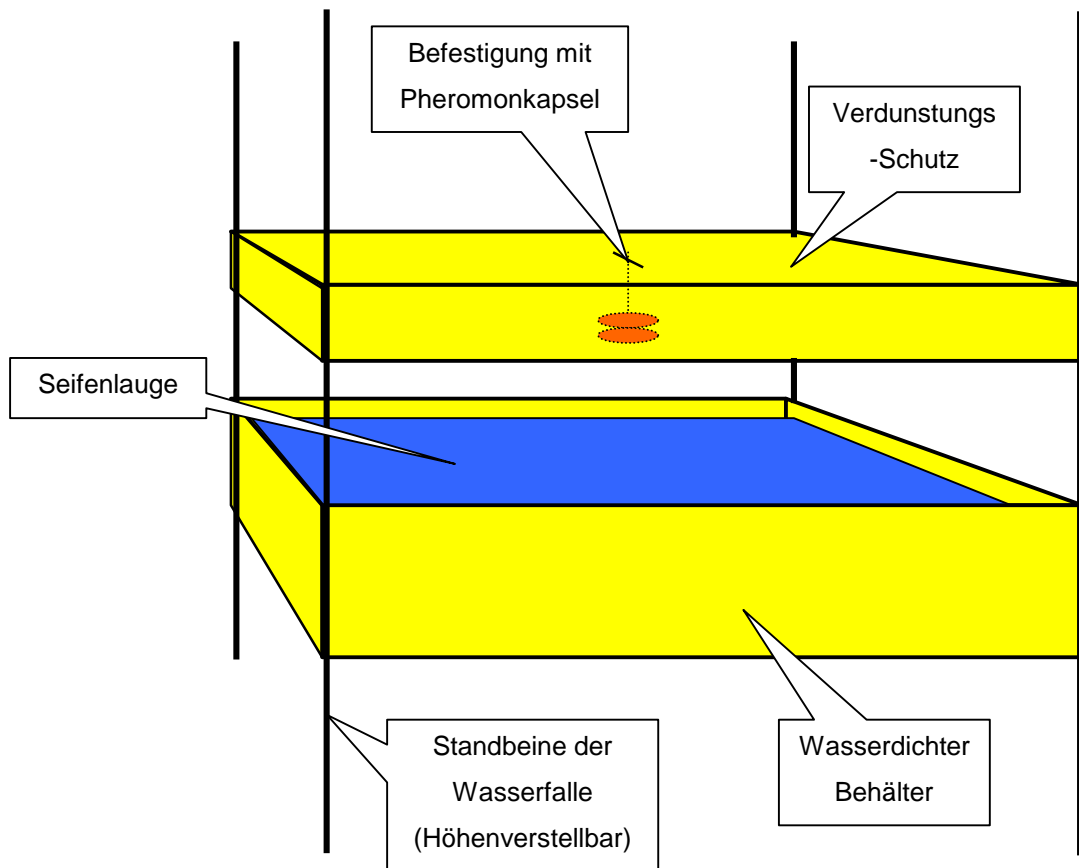 Befestigung mit
Pheromonkapsel
Verdunstungs
-Schutz
Seifenlauge
Standbeine der
Wasserfalle
(Höhenverstellbar)
Wasserdichter
Behälter